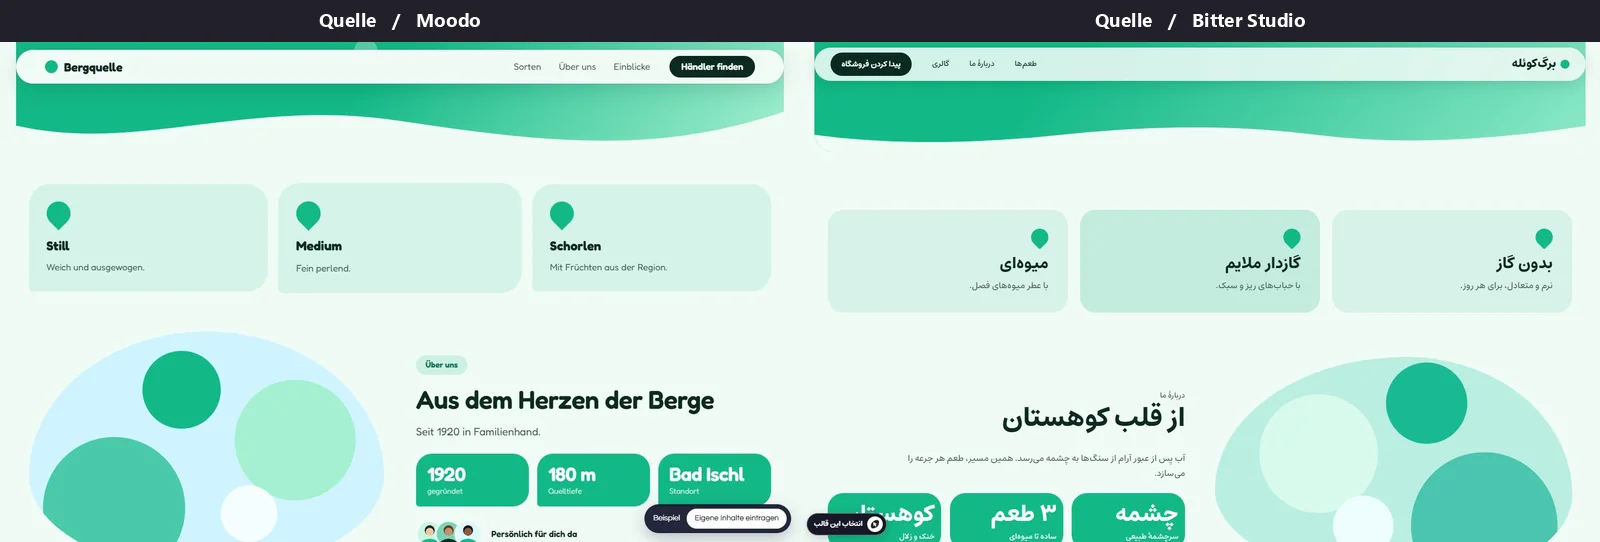 Quelle / Moodo
Bergquelle
Sorten Über uns Einblicke Händler finden
Still
Weich und ausgewogen.
Medium
Fein perlend.
Schorlen
Mit Früchten aus der Region.
Über uns
Aus dem Herzen der Berge
Seit 1920 in Familienhand.
1920
gegründet
180 m
Quelltiefe
Bad Ischl
Standort
Persönlich für dich da
Beispiel Eigene Inhalte eintragen
Quelle / Bitter Studio
برگ‌کوئله
طعم‌ها دربارهٔ ما گالری پیدا کردن فروشگاه
بدون گاز
نرم و متعادل، برای هر روز.
گازدار ملایم
با حباب‌های ریز و سبک.
میوه‌ای
با عطر میوه‌های فصل.
دربارهٔ ما
از قلب کوهستان
آب پس از عبور آرام از سنگ‌ها به چشمه می‌رسد. همین مسیر، طعم هر جرعه را
می‌سازد.
چشمه
سرچشمهٔ طبیعی
۳ طعم
ساده تا میوه‌ای
کوهستان
خنک و زلال
انتخاب این قالب